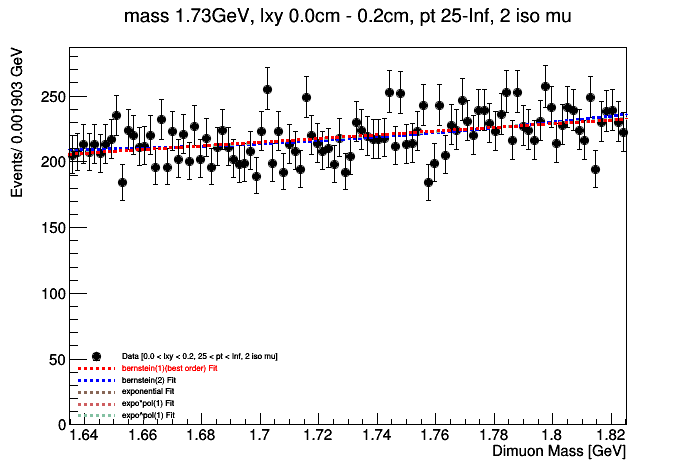 mass 1.73GeV, lxy 0.0cm - 0.2cm, pt 25-Inf, 2 iso mu
Events/ 0.001903 GeV
250
200
150
100
50
0
Data [0.0 < lxy < 0.2, 25 < pt < Inf, 2 iso mu]
bernstein(1)(best order) Fit
bernstein(2) Fit
exponential Fit
expo*pol(1) Fit
expo*pol(1) Fit
1.64 1.66 1.68 1.7 1.72 1.74 1.76 1.78 1.8 1.82
Dimuon Mass [GeV]